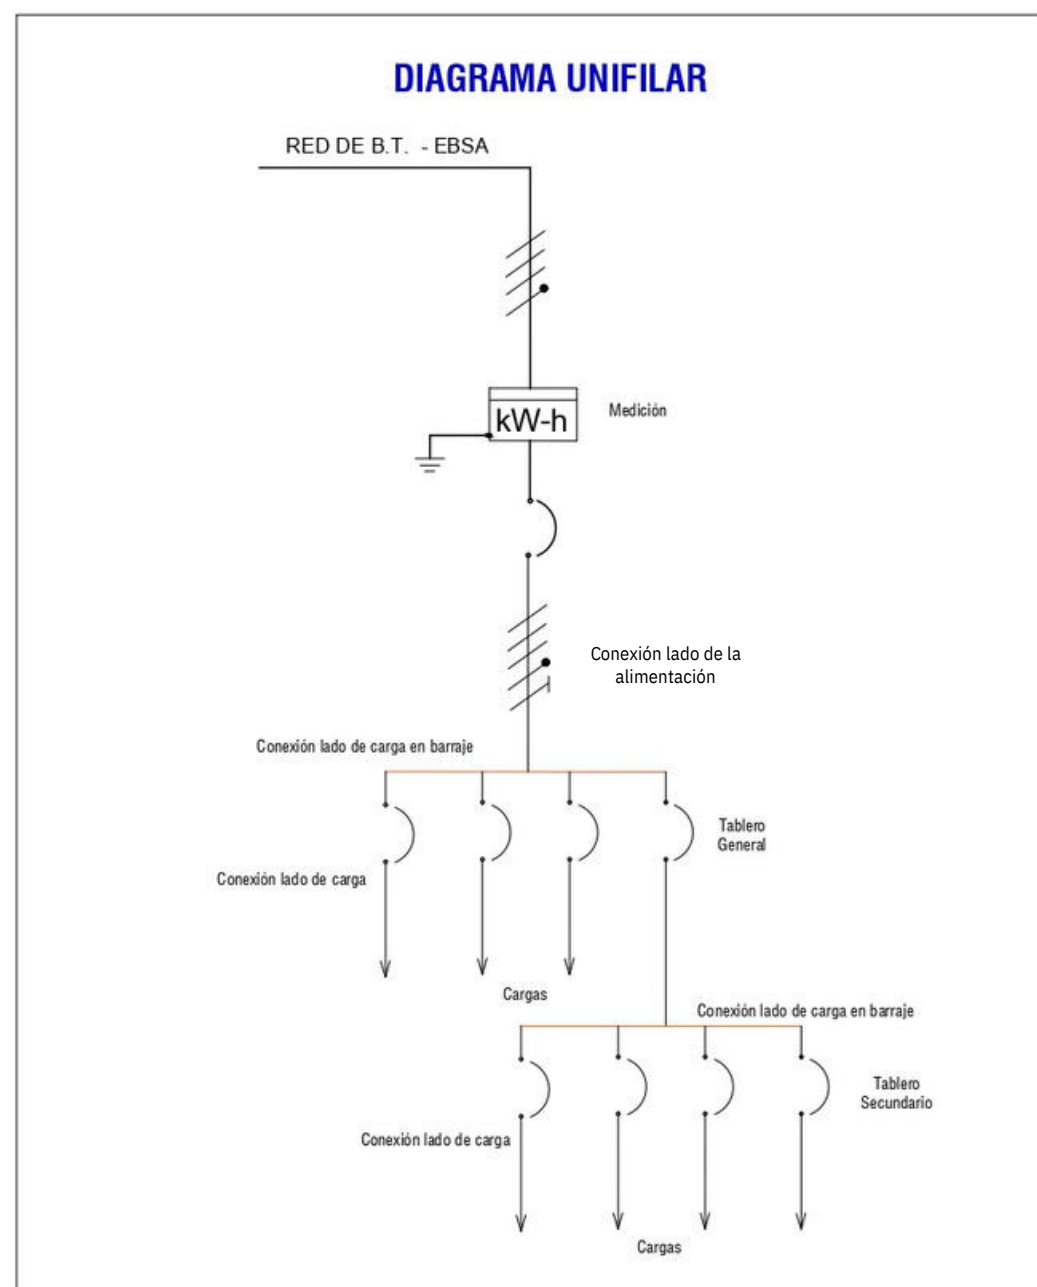 DIAGRAMA UNIFILAR
RED DE B.T. - EBSA
kW-h
Medición
Conexión lado de la
alimentación
Conexión lado de carga en barraje
Tablero
General
Conexión lado de carga
Cargas
Conexión lado de carga en barraje
Tablero
Secundario
Conexión lado de carga
Cargas